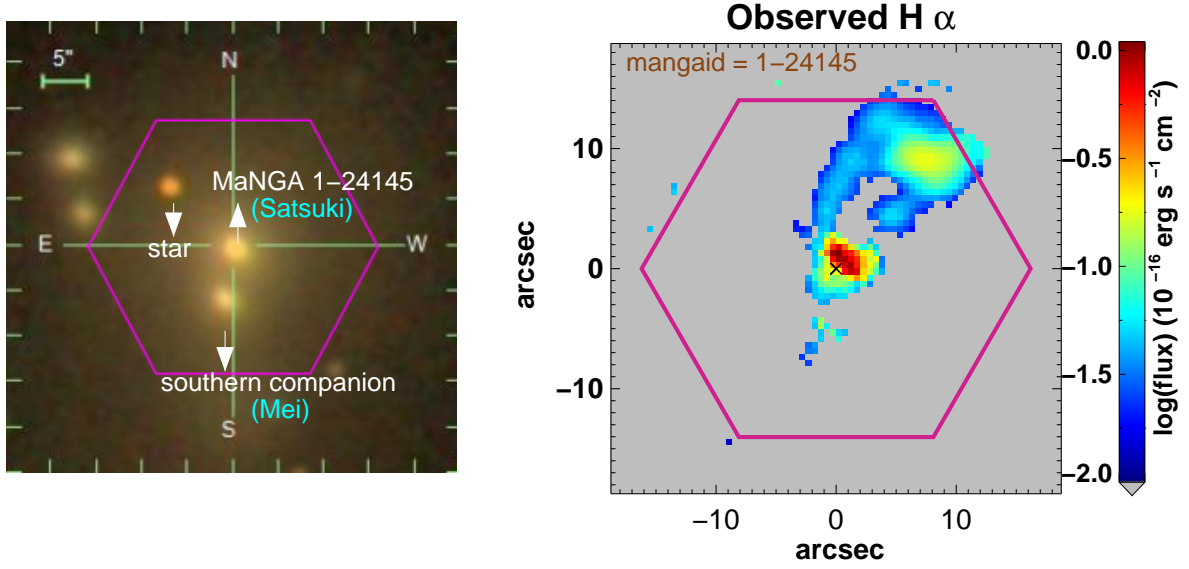 5"
N
MaNGA 1−24145
(Satsuki)
star
E
W
southern companion
(Mei)
S
Observed H α
mangaid = 1−24145
10
0
−10
arcsec
−10
0
10
arcsec
0.0
−0.5
−1.0
−1.5
−2.0
log(flux) (10 −16 erg s −1 cm −2)